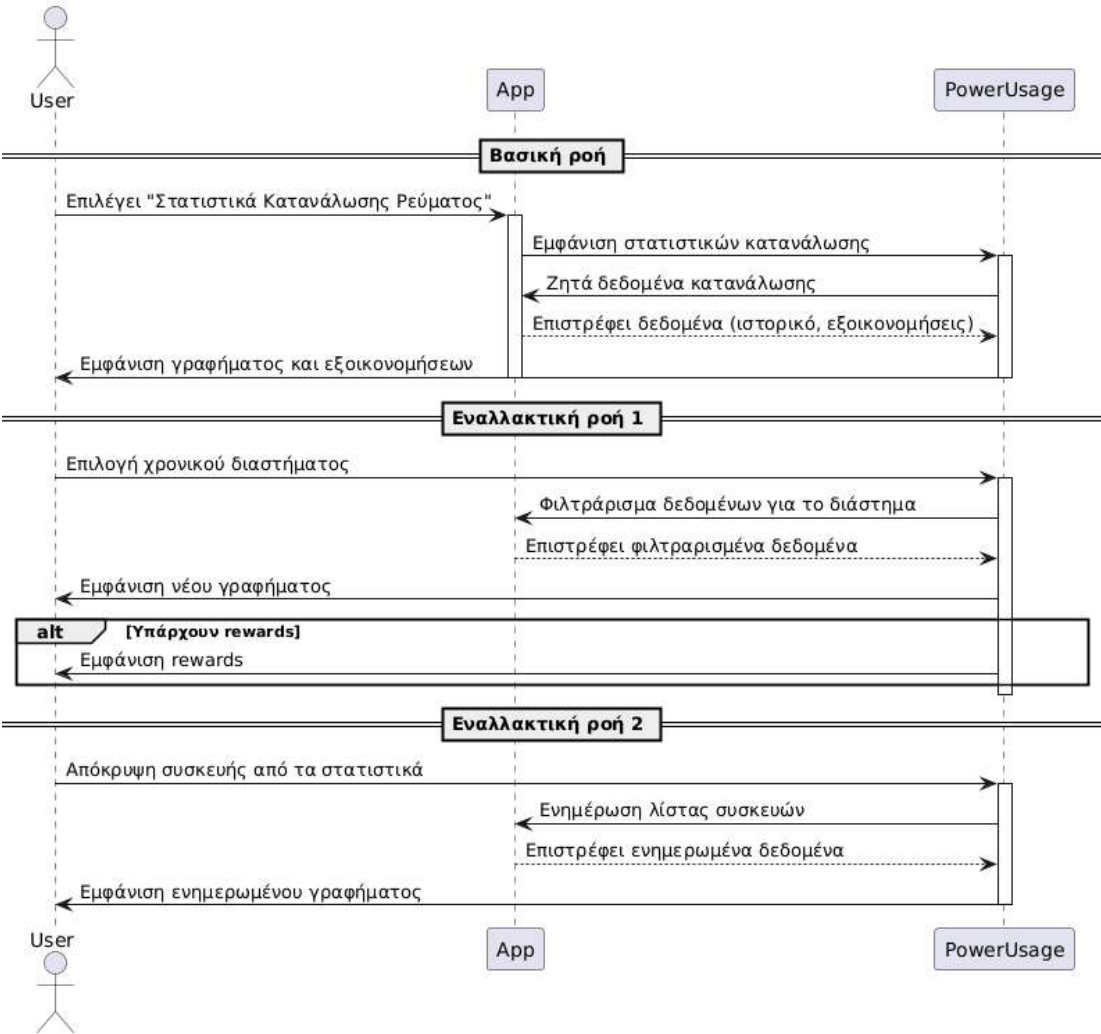 User
App
PowerUsage
Βασική ροή
Επιλέγει "Στατιστικά Κατανάλωσης Ρεύματος"
Εμφάνιση στατιστικών κατανάλωσης
Ζητά δεδομένα κατανάλωσης
Επιστρέφει δεδομένα (ιστορικό, εξοικονομήσεις)
Εμφάνιση γραφήματος και εξοικονομήσεων
Εναλλακτική ροή 1
Επιλογή χρονικού διαστήματος
Φιλτράρισμα δεδομένων για το διάστημα
Επιστρέφει φιλτραρισμένα δεδομένα
Εμφάνιση νέου γραφήματος
alt [Υπάρχουν rewards]
Εμφάνιση rewards
Εναλλακτική ροή 2
Απόκρυψη συσκευής από τα στατιστικά
Ενημέρωση λίστας συσκευών
Επιστρέφει ενημερωμένα δεδομένα
Εμφάνιση ενημερωμένου γραφήματος
User
App
PowerUsage